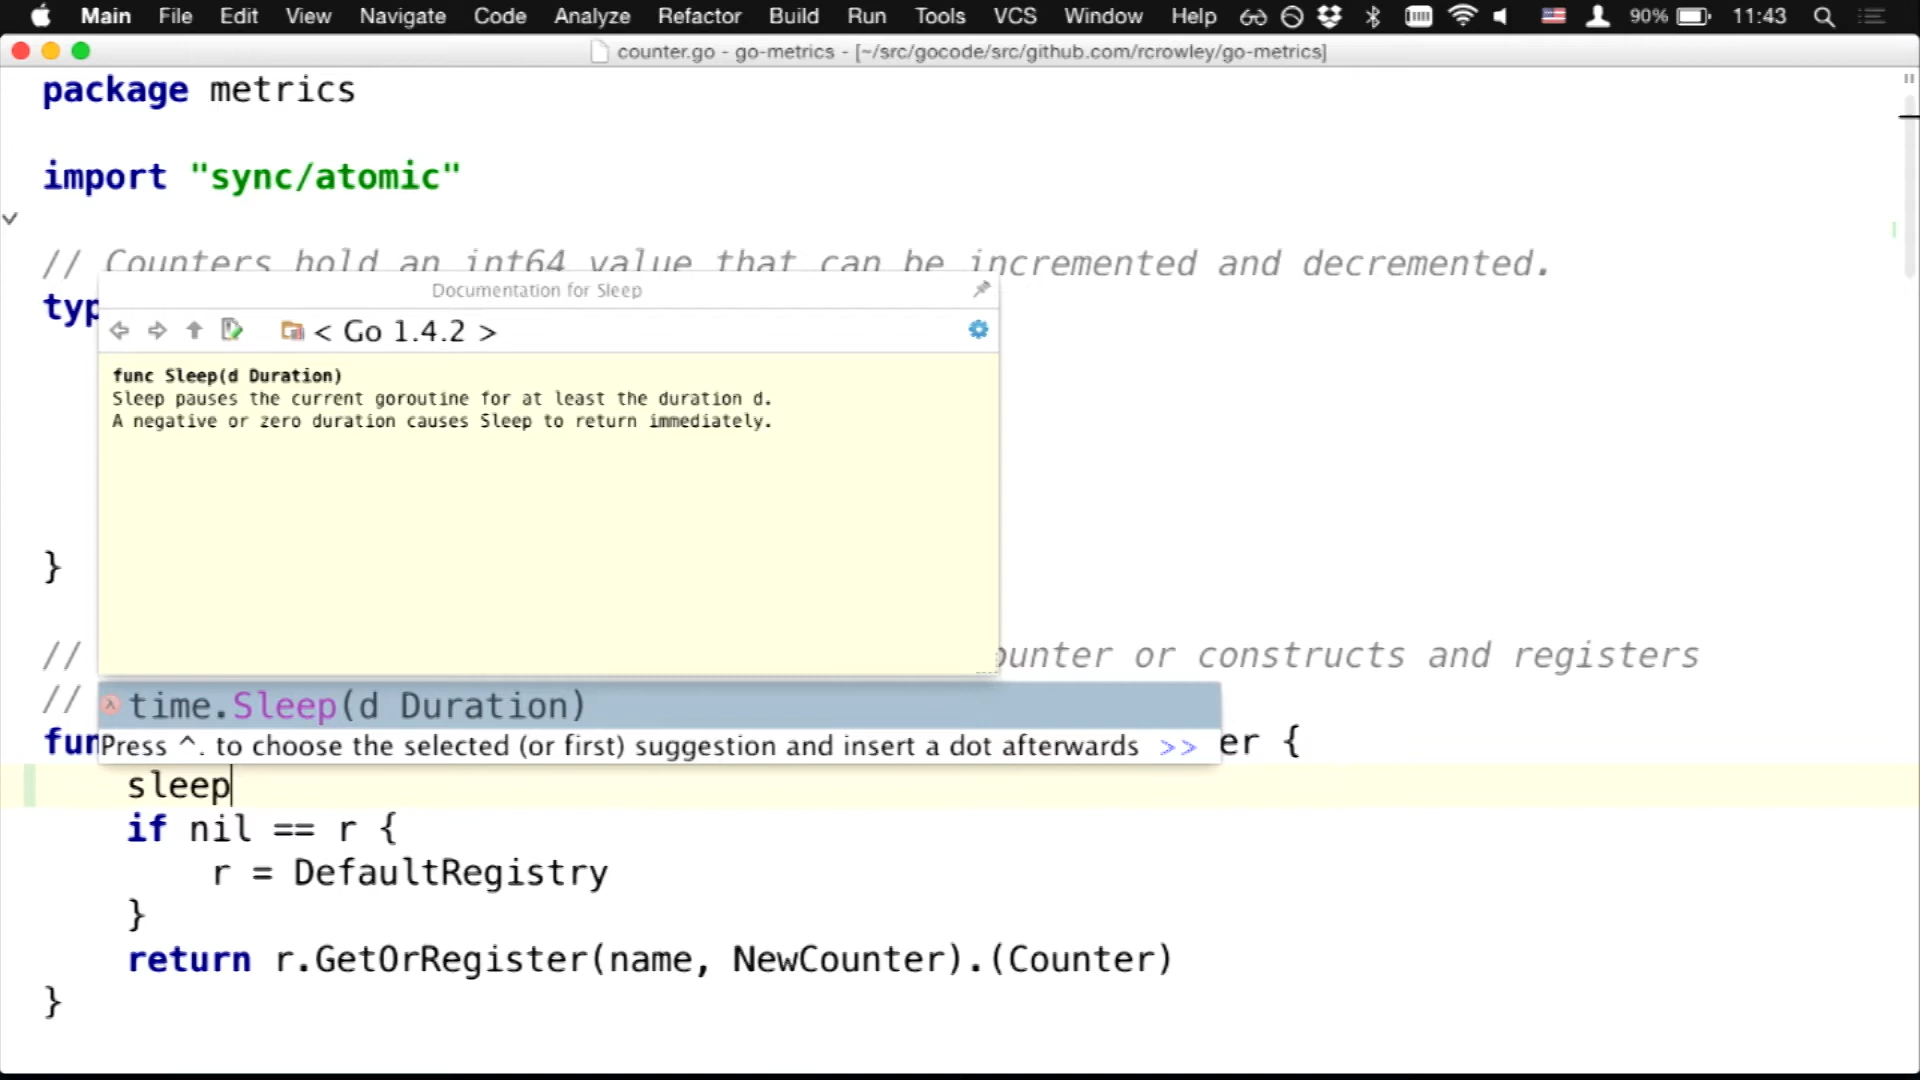 Main File Edit View Navigate Code Analyze Refactor Build Run Tools VCS Window Help 90% 11:43
counter.go - go-metrics - [~/src/gocode/src/github.com/rcrowley/go-metrics]
package metrics
import "sync/atomic"
// Counters hold an int64 value that can be incremented and decremented.
typ
Documentation for Sleep
< Go 1.4.2 >
func Sleep(d Duration)
Sleep pauses the current goroutine for at least the duration d.
A negative or zero duration causes Sleep to return immediately.
}
// ounter or constructs and registers
//
time.Sleep(d Duration)
fun er {
Press ^. to choose the selected (or first) suggestion and insert a dot afterwards >>
sleep
if nil == r {
r = DefaultRegistry
}
return r.GetOrRegister(name, NewCounter).(Counter)
}